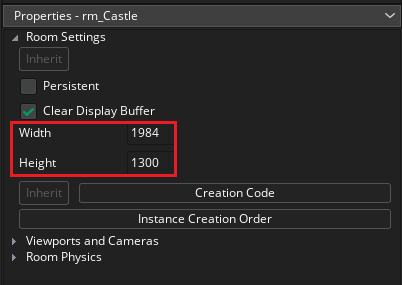 Properties - rm_Castle
Room Settings
Inherit
Persistent
Clear Display Buffer
Width 1984
Height 1300
Inherit Creation Code
Instance Creation Order
Viewports and Cameras
Room Physics